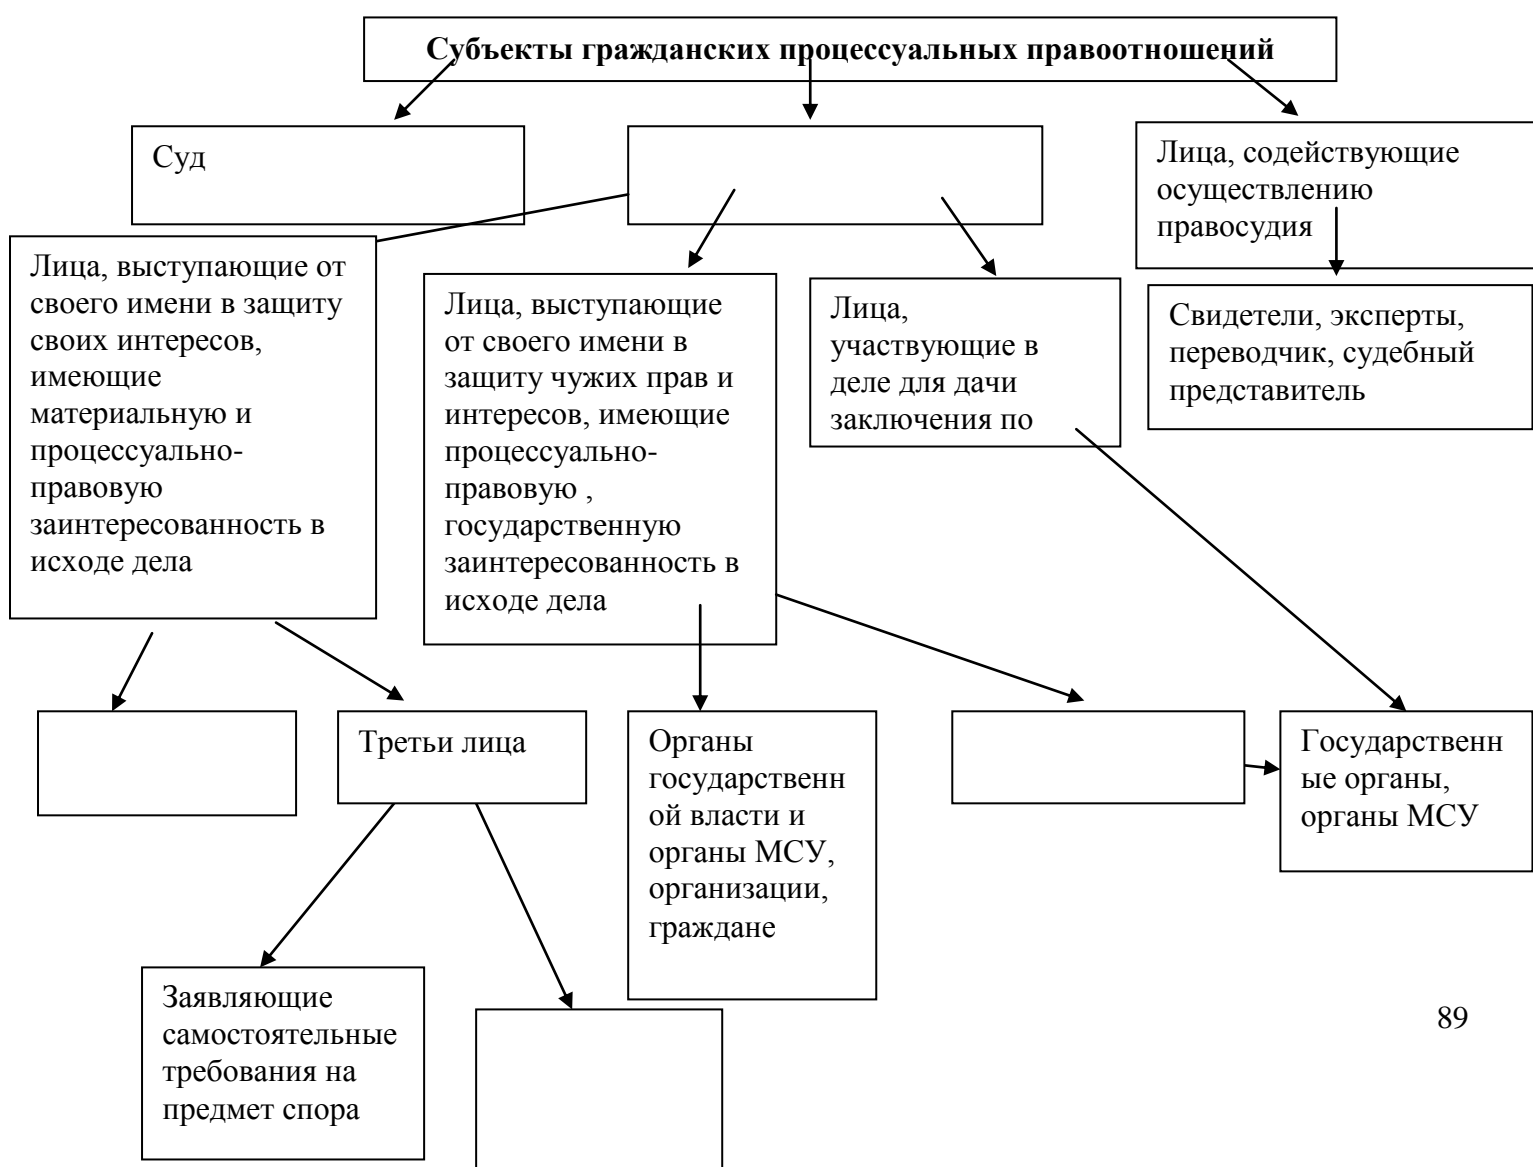 Субъекты гражданских процессуальных правоотношений
Суд
Лица, содействующие
осуществлению
правосудия
Лица, выступающие от
своего имени в защиту
своих интересов,
имеющие
материальную и
процессуально-
правовую
заинтересованность в
исходе дела
Лица, выступающие
от своего имени в
защиту чужих прав и
интересов, имеющие
процессуально-
правовую ,
государственную
заинтересованность в
исходе дела
Лица,
участвующие в
деле для дачи
заключения по
Свидетели, эксперты,
переводчик, судебный
представитель
Третьи лица
Органы
государственн
ой власти и
органы МСУ,
организации,
граждане
Государственн
ые органы,
органы МСУ
Заявляющие
самостоятельные
требования на
предмет спора
89